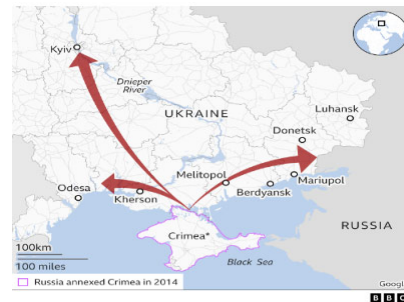 Kyiv
Dnieper
River
UKRAINE
Luhansk
Donetsk
Melitopol
Mariupol
Odesa
Kherson
Berdyansk
RUSSIA
Crimea*
100km
100 miles
Black Sea
Russia annexed Crimea in 2014
Googl
BBC